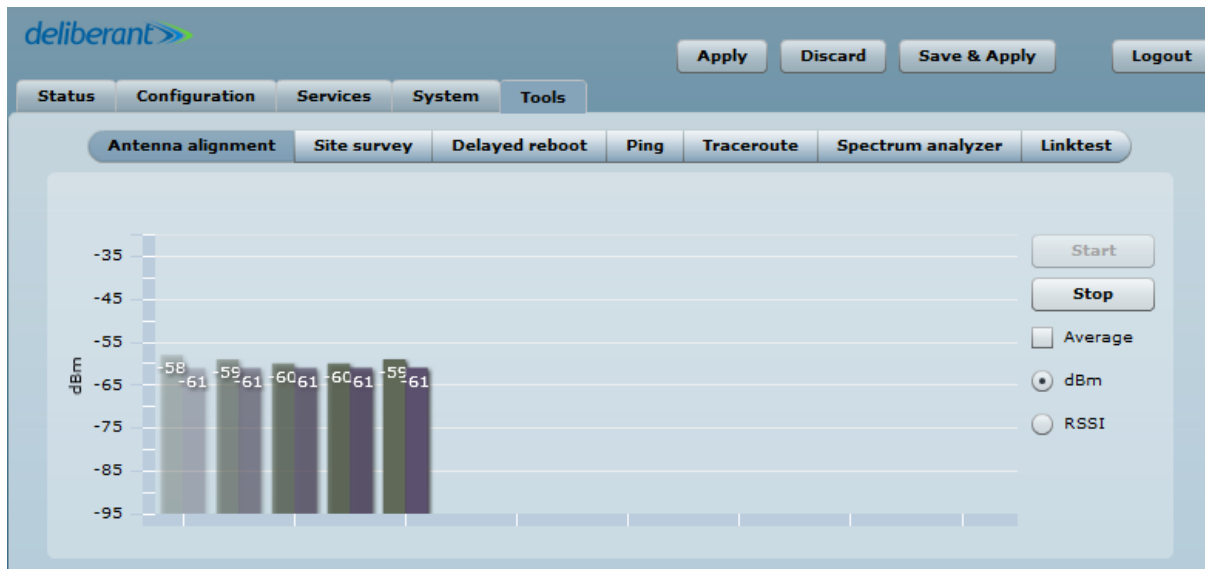 deliberant
Apply Discard Save & Apply Logout
Status Configuration Services System Tools
Antenna alignment Site survey Delayed reboot Ping Traceroute Spectrum analyzer Linktest
dBm
-35
-45
-55
-65
-75
-85
-95
-58 -61 -59 -61 -60 -61 -60 -61 -59 -61
Start
Stop
Average
dBm
RSSI